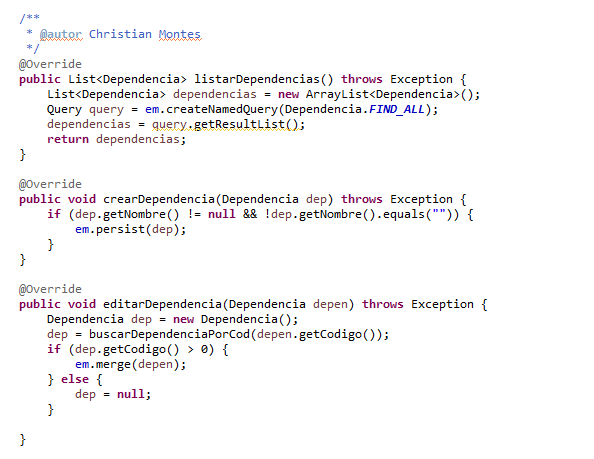 /**
 * @autor Christian Montes
 */
@Override
public List<Dependencia> listarDependencias() throws Exception {
    List<Dependencia> dependencias = new ArrayList<Dependencia>();
    Query query = em.createNamedQuery(Dependencia.FIND_ALL);
    dependencias = query.getResultList();
    return dependencias;
}
@Override
public void crearDependencia(Dependencia dep) throws Exception {
    if (dep.getNombre() != null && !dep.getNombre().equals("")) {
        em.persist(dep);
    }
}
@Override
public void editarDependencia(Dependencia depen) throws Exception {
    Dependencia dep = new Dependencia();
    dep = buscarDependenciaPorCod(depen.getCodigo());
    if (dep.getCodigo() > 0) {
        em.merge(depen);
    } else {
        dep = null;
    }
}